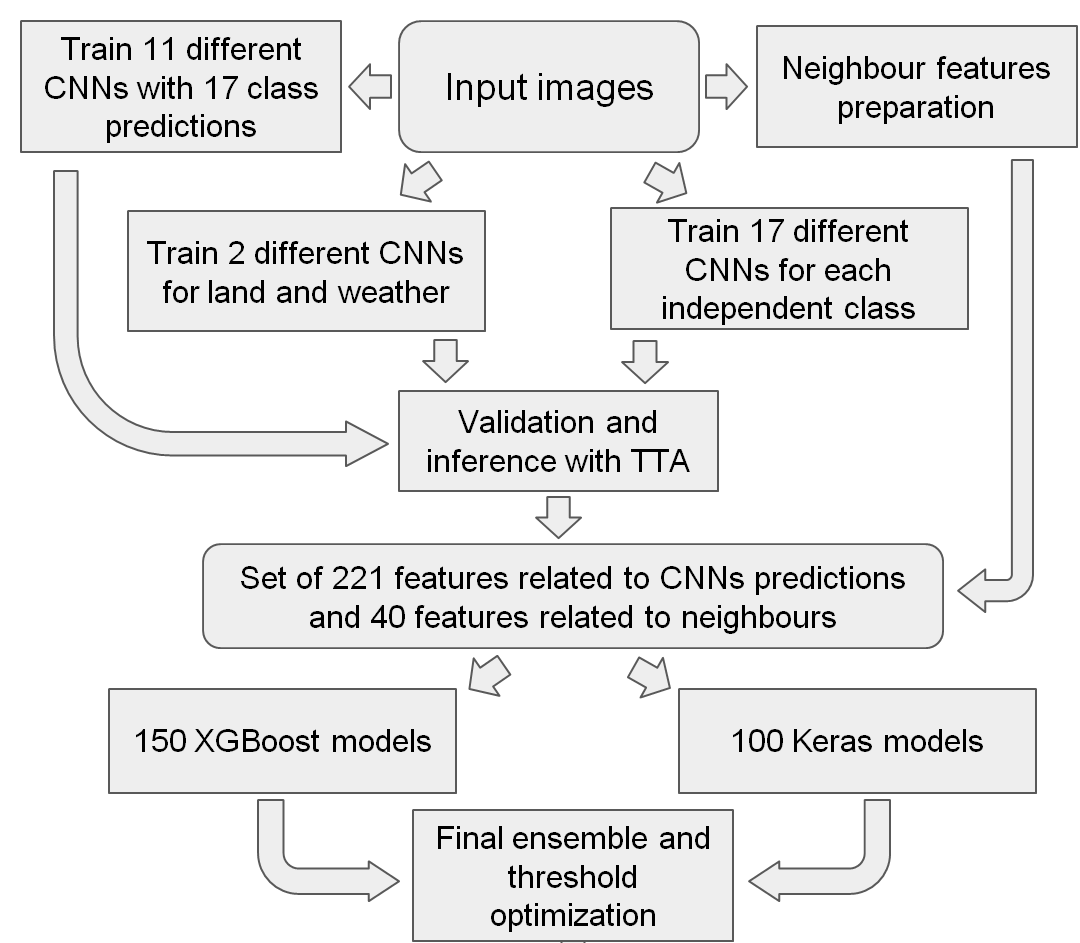 Train 11 different
CNNs with 17 class
predictions
Input images
Neighbour features
preparation
Train 2 different CNNs
for land and weather
Train 17 different
CNNs for each
independent class
Validation and
inference with TTA
Set of 221 features related to CNNs predictions
and 40 features related to neighbours
150 XGBoost models
100 Keras models
Final ensemble and
threshold
optimization